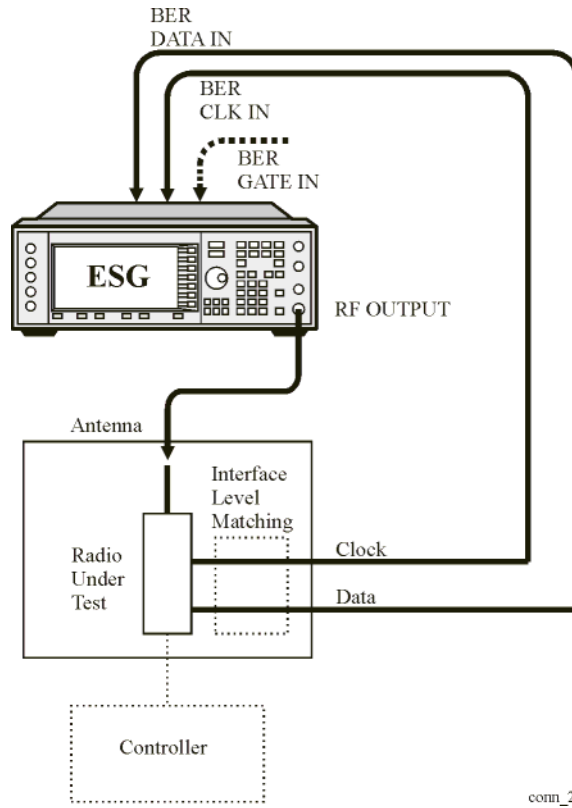 BER
DATA IN
BER
CLK IN
BER
GATE IN
ESG
RF OUTPUT
Antenna
Interface
Level
Matching
Radio
Under
Test
Clock
Data
Controller
conn_2